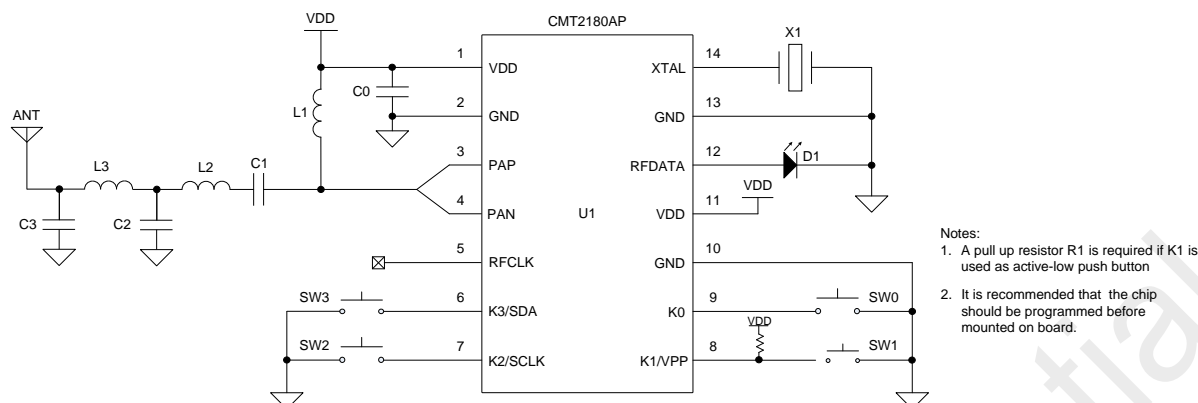 CMT2180AP
VDD
X1
1
14
VDD
XTAL
C0
L1
2
13
GND
GND
ANT
3
12
PAP
RFDATA
D1
L3
L2
C1
VDD
4
11
PAN
U1
VDD
C3
C2
5
10
RFCLK
GND
SW3
6
9
SW0
K3/SDA
K0
VDD
SW2
7
8
SW1
K2/SCLK
K1/VPP
Notes:
1. A pull up resistor R1 is required if K1 is
used as active-low push button
2. It is recommended that the chip
should be programmed before
mounted on board.